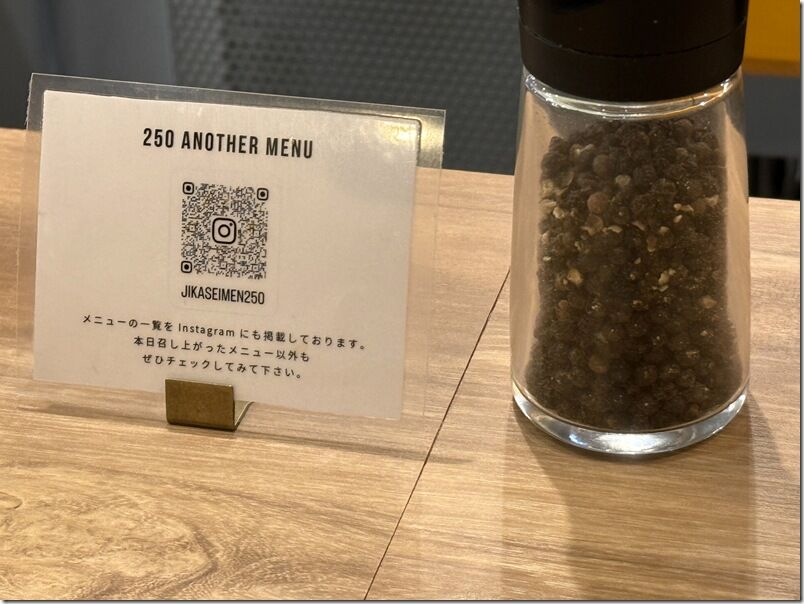 250 ANOTHER MENU
JIKASEIMEN250
メニューの一覧を Instagram にも掲載しております。
本日召し上がったメニュー以外も
ぜひチェックしてみて下さい。